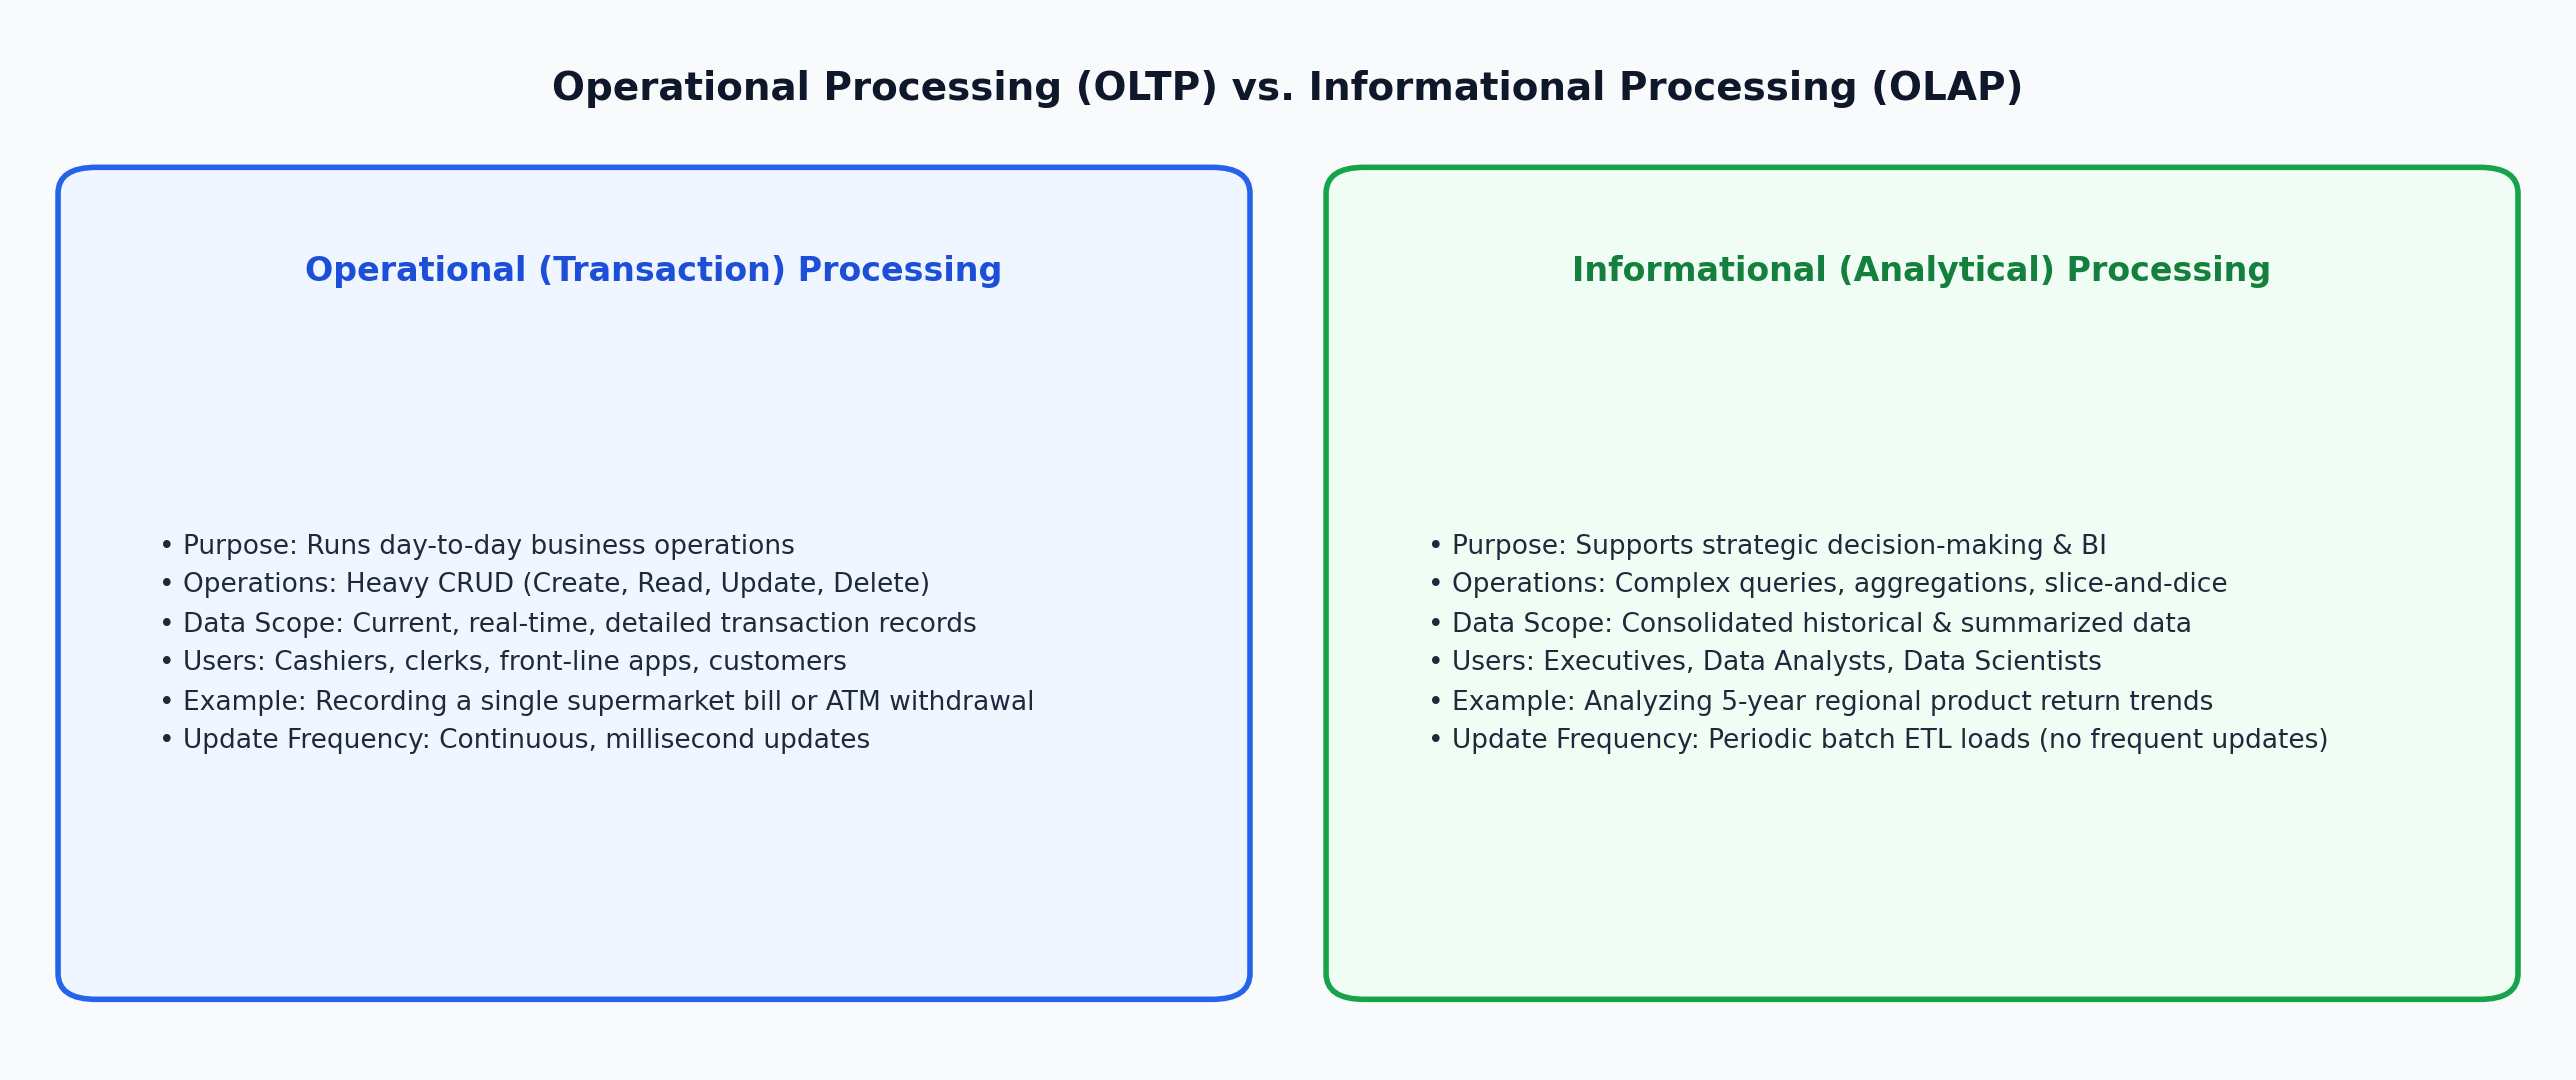 Operational Processing (OLTP) vs. Informational Processing (OLAP)
Operational (Transaction) Processing
• Purpose: Runs day-to-day business operations
• Operations: Heavy CRUD (Create, Read, Update, Delete)
• Data Scope: Current, real-time, detailed transaction records
• Users: Cashiers, clerks, front-line apps, customers
• Example: Recording a single supermarket bill or ATM withdrawal
• Update Frequency: Continuous, millisecond updates
Informational (Analytical) Processing
• Purpose: Supports strategic decision-making & BI
• Operations: Complex queries, aggregations, slice-and-dice
• Data Scope: Consolidated historical & summarized data
• Users: Executives, Data Analysts, Data Scientists
• Example: Analyzing 5-year regional product return trends
• Update Frequency: Periodic batch ETL loads (no frequent updates)